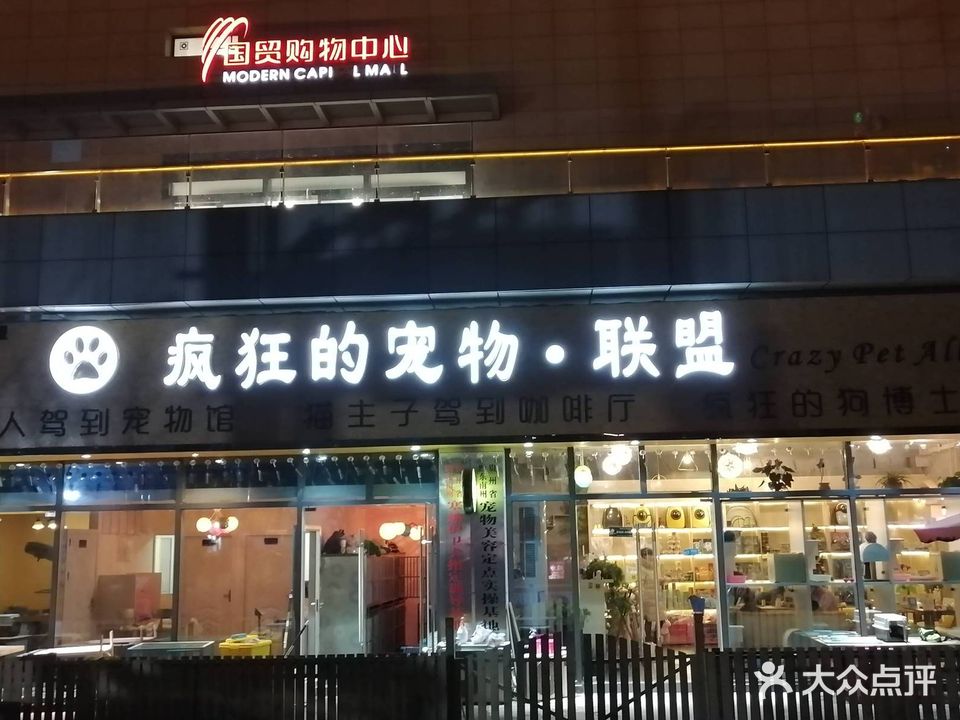 国贸购物中心
MODERN CAPI L MA L
疯狂的宠物·联盟
Crazy Pet All
人驾到宠物馆 猫主子驾到咖啡厅 疯狂的狗博士
宠物美容定点实操基地
大众点评